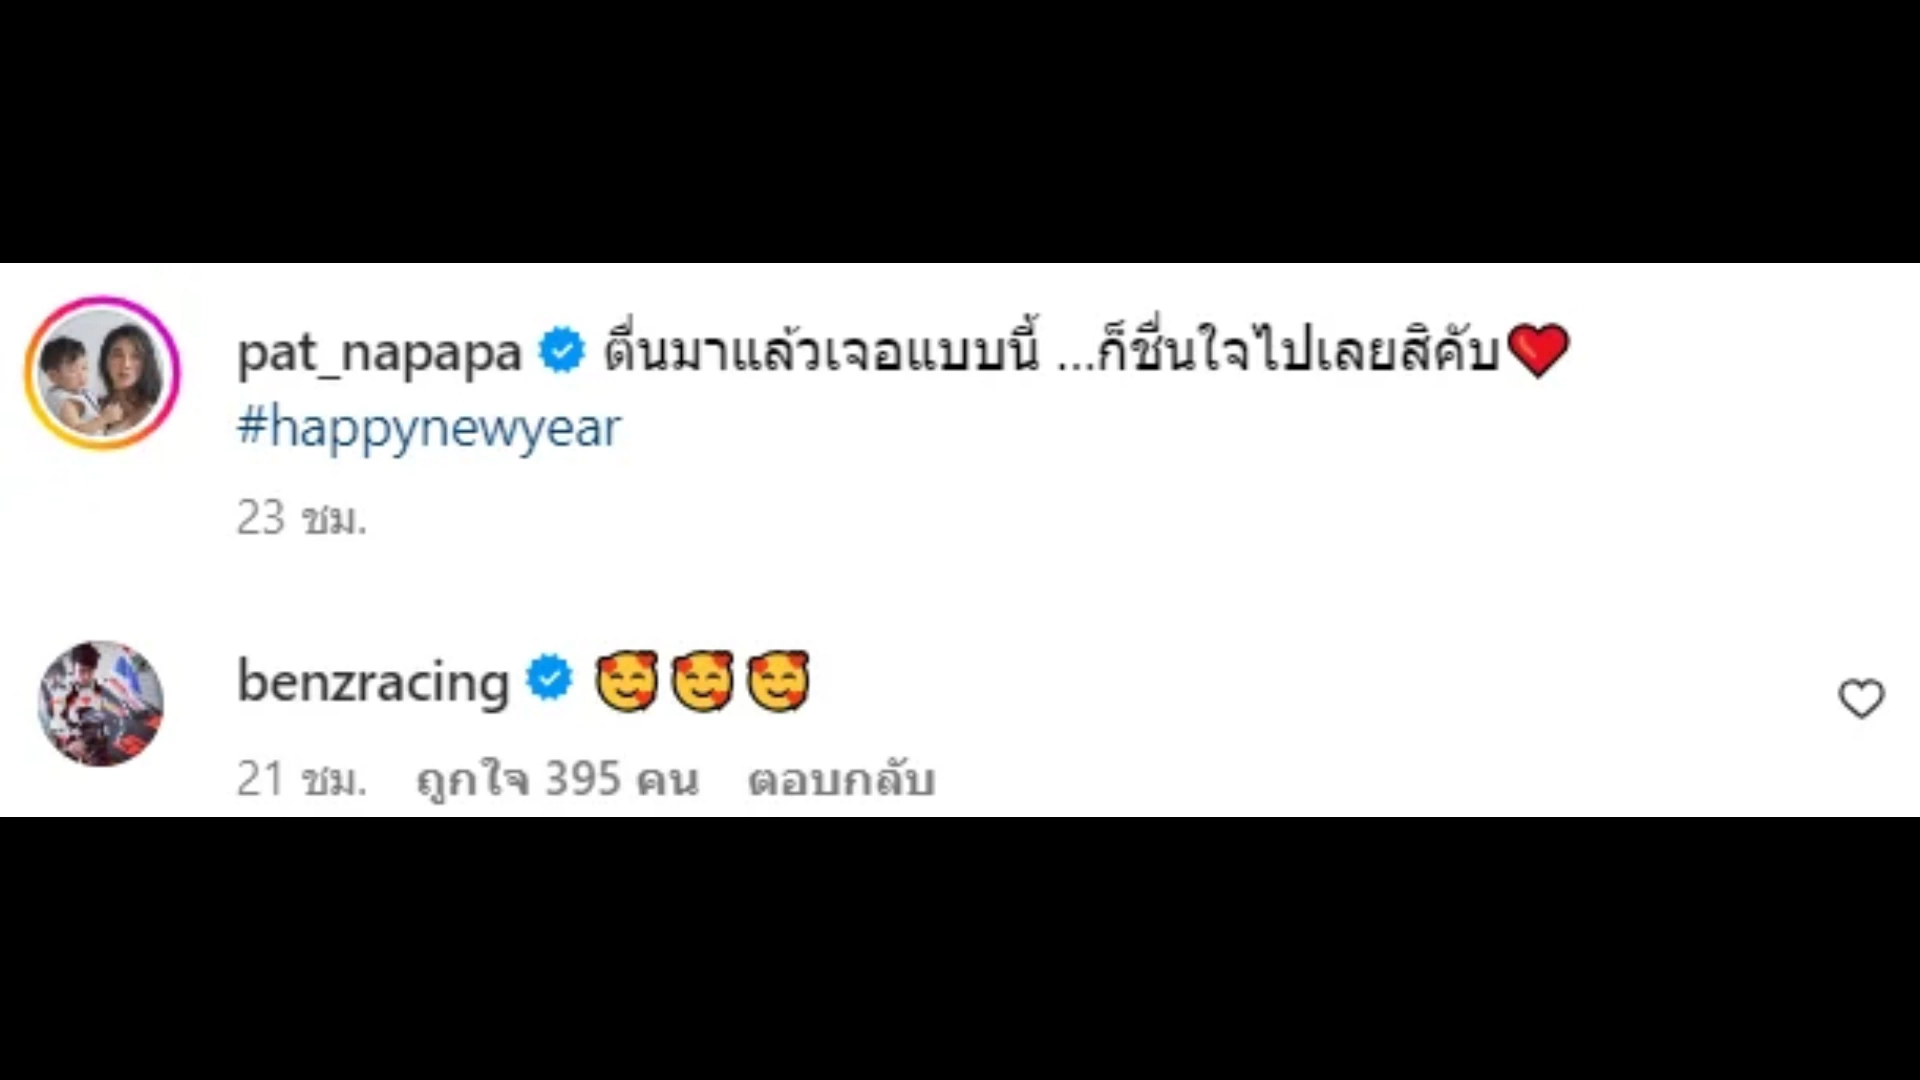 pat_napapa ตื่นมาแล้วเจอแบบนี้ ...ก็ชื่นใจไปเลยสิคับ❤️
#happynewyear
23 ชม.
benzracing 🥰🥰🥰
21 ชม. ถูกใจ 395 คน ตอบกลับ